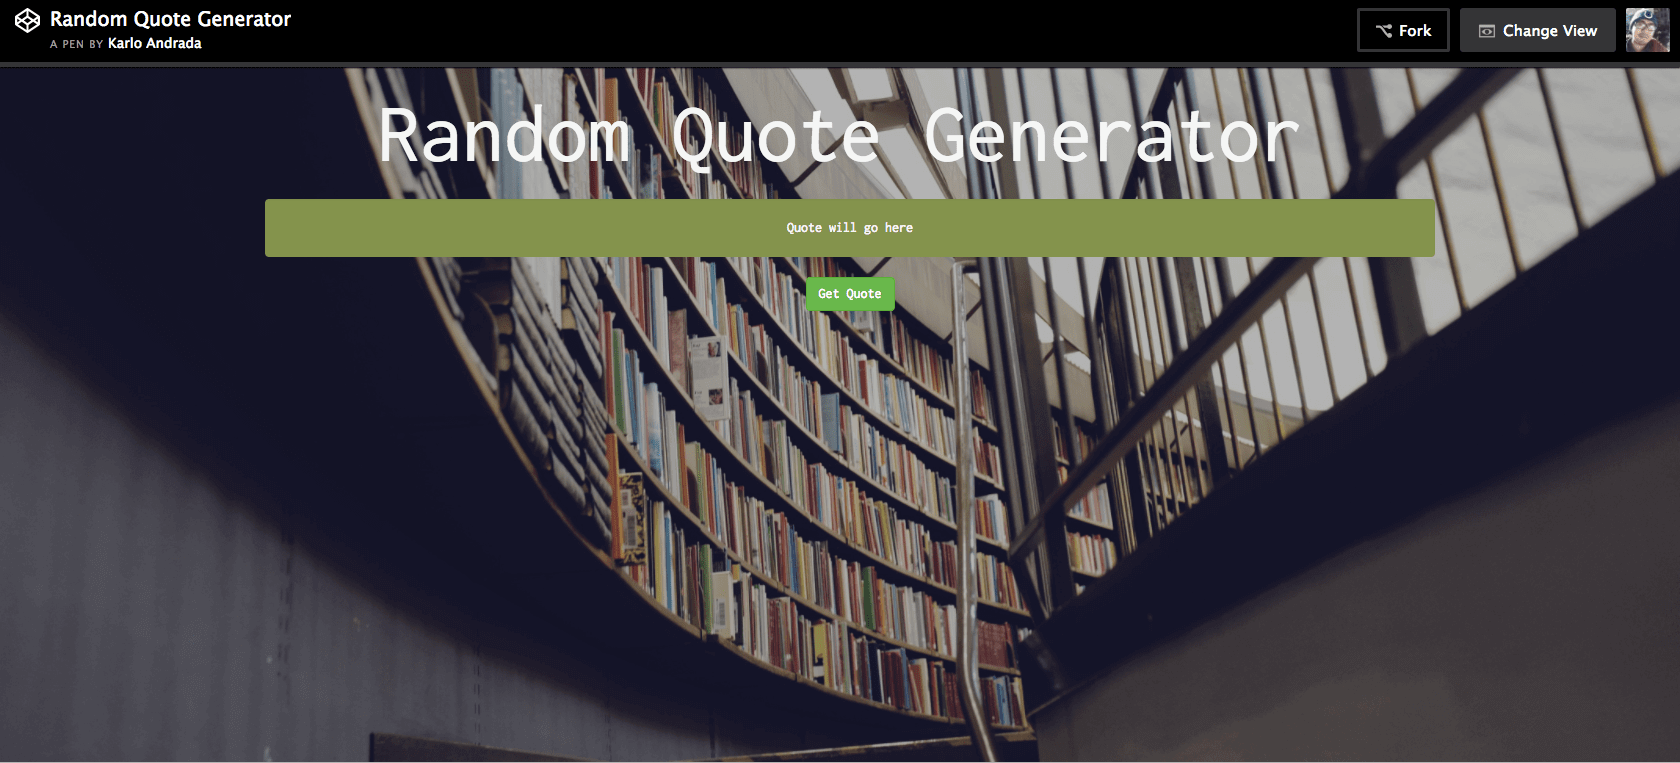 Random Quote Generator
A PEN BY Karlo Andrada
Fork
Change View
Random Quote Generator
Quote will go here
Get Quote